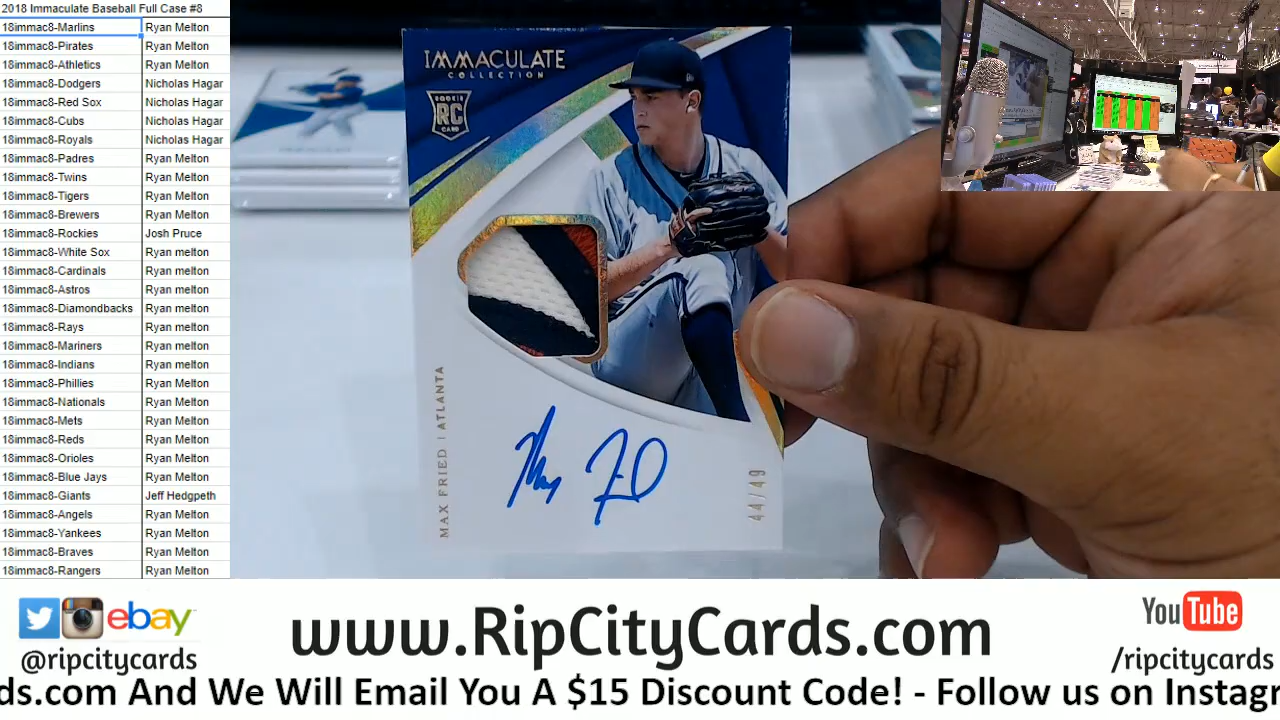 2018 Immaculate Baseball Full Case #8
18immac8-Marlins Ryan Melton
18immac8-Pirates Ryan Melton
18immac8-Athletics Ryan Melton
18immac8-Dodgers Nicholas Hagar
18immac8-Red Sox Nicholas Hagar
18immac8-Cubs Nicholas Hagar
18immac8-Royals Nicholas Hagar
18immac8-Padres Ryan Melton
18immac8-Twins Ryan Melton
18immac8-Tigers Ryan Melton
18immac8-Brewers Ryan Melton
18immac8-Rockies Josh Pruce
18immac8-White Sox Ryan melton
18immac8-Cardinals Ryan melton
18immac8-Astros Ryan melton
18immac8-Diamondbacks Ryan melton
18immac8-Rays Ryan melton
18immac8-Mariners Ryan melton
18immac8-Indians Ryan melton
18immac8-Phillies Ryan Melton
18immac8-Nationals Ryan Melton
18immac8-Mets Ryan Melton
18immac8-Reds Ryan Melton
18immac8-Orioles Ryan Melton
18immac8-Blue Jays Ryan Melton
18immac8-Giants Jeff Hedgpeth
18immac8-Angels Ryan Melton
18immac8-Yankees Ryan Melton
18immac8-Braves Ryan Melton
18immac8-Rangers Ryan Melton
IMMACULATE
COLLECTION
ROOKIE
RC
CARD
MAX FRIED | ATLANTA
Max Fried
44/49
ebay
@ripcitycards
www.RipCityCards.com
YouTube
/ripcitycards
ds.com And We Will Email You A $15 Discount Code! - Follow us on Instagr